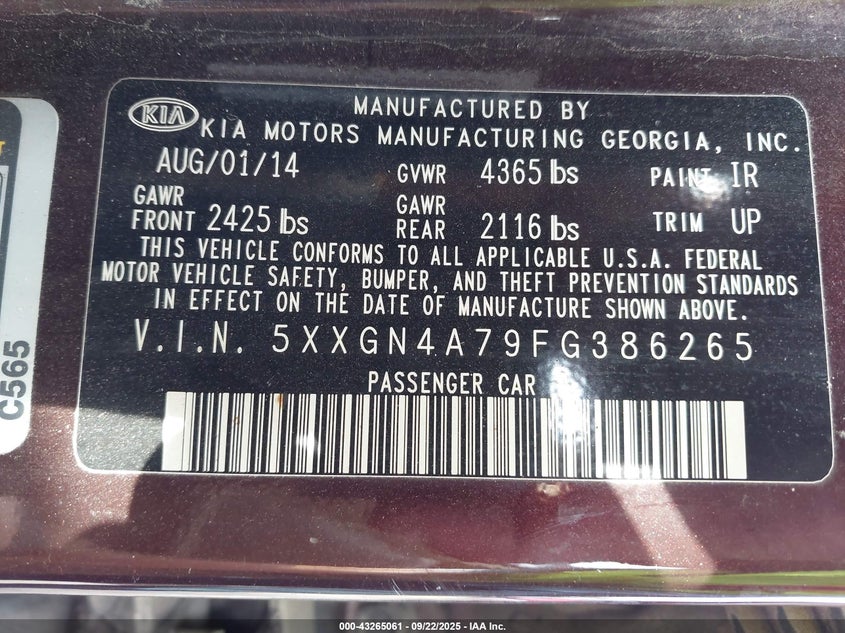 KIA
MANUFACTURED BY
KIA MOTORS MANUFACTURING GEORGIA, INC.
AUG/01/14 GVWR 4365 lbs PAINT IR
GAWR FRONT 2425 lbs GAWR REAR 2116 lbs TRIM UP
THIS VEHICLE CONFORMS TO ALL APPLICABLE U.S.A. FEDERAL
MOTOR VEHICLE SAFETY, BUMPER, AND THEFT PREVENTION STANDARDS
IN EFFECT ON THE DATE OF MANUFACTURE SHOWN ABOVE.
V.I.N. 5XXGN4A79FG386265
PASSENGER CAR
C565
000-43265061 - 09/22/2025 - IAA Inc.